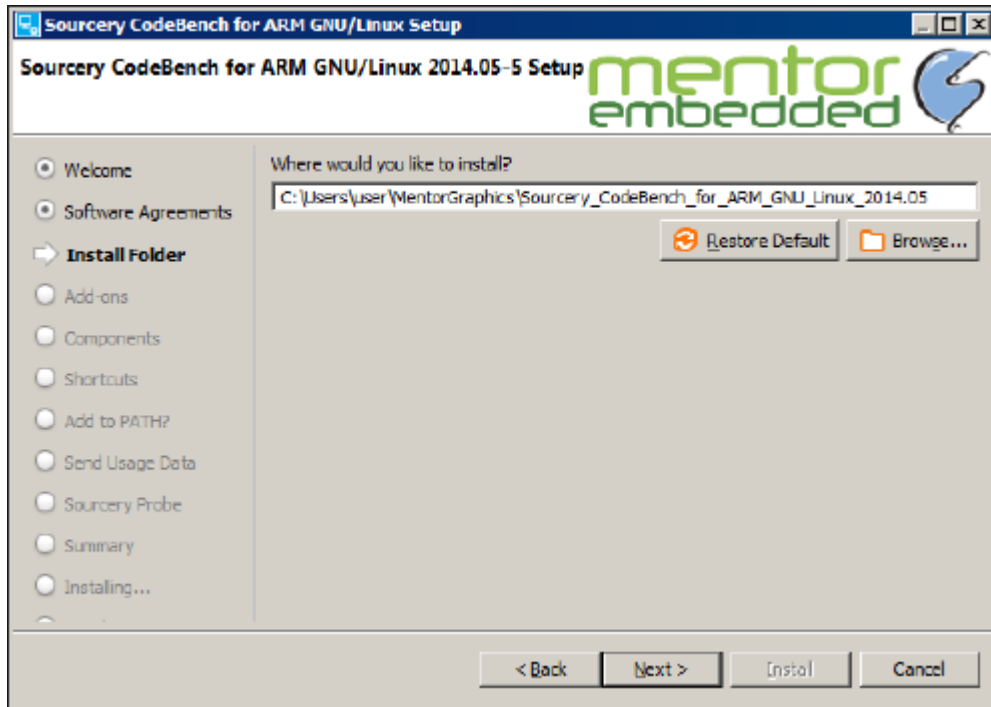 Sourcery CodeBench for ARM GNU/Linux Setup
Sourcery CodeBench for ARM GNU/Linux 2014.05-5 Setup
mentor
embedded
Welcome
Software Agreements
Install Folder
Add-ons
Components
Shortcuts
Add to PATH?
Send Usage Data
Sourcery Probe
Summary
Installing...
Where would you like to install?
C:\Users\user\MentorGraphics\Sourcery_CodeBench_for_ARM_GNU_Linux_2014.05
Restore Default
Browse...
< Back
Next >
Install
Cancel